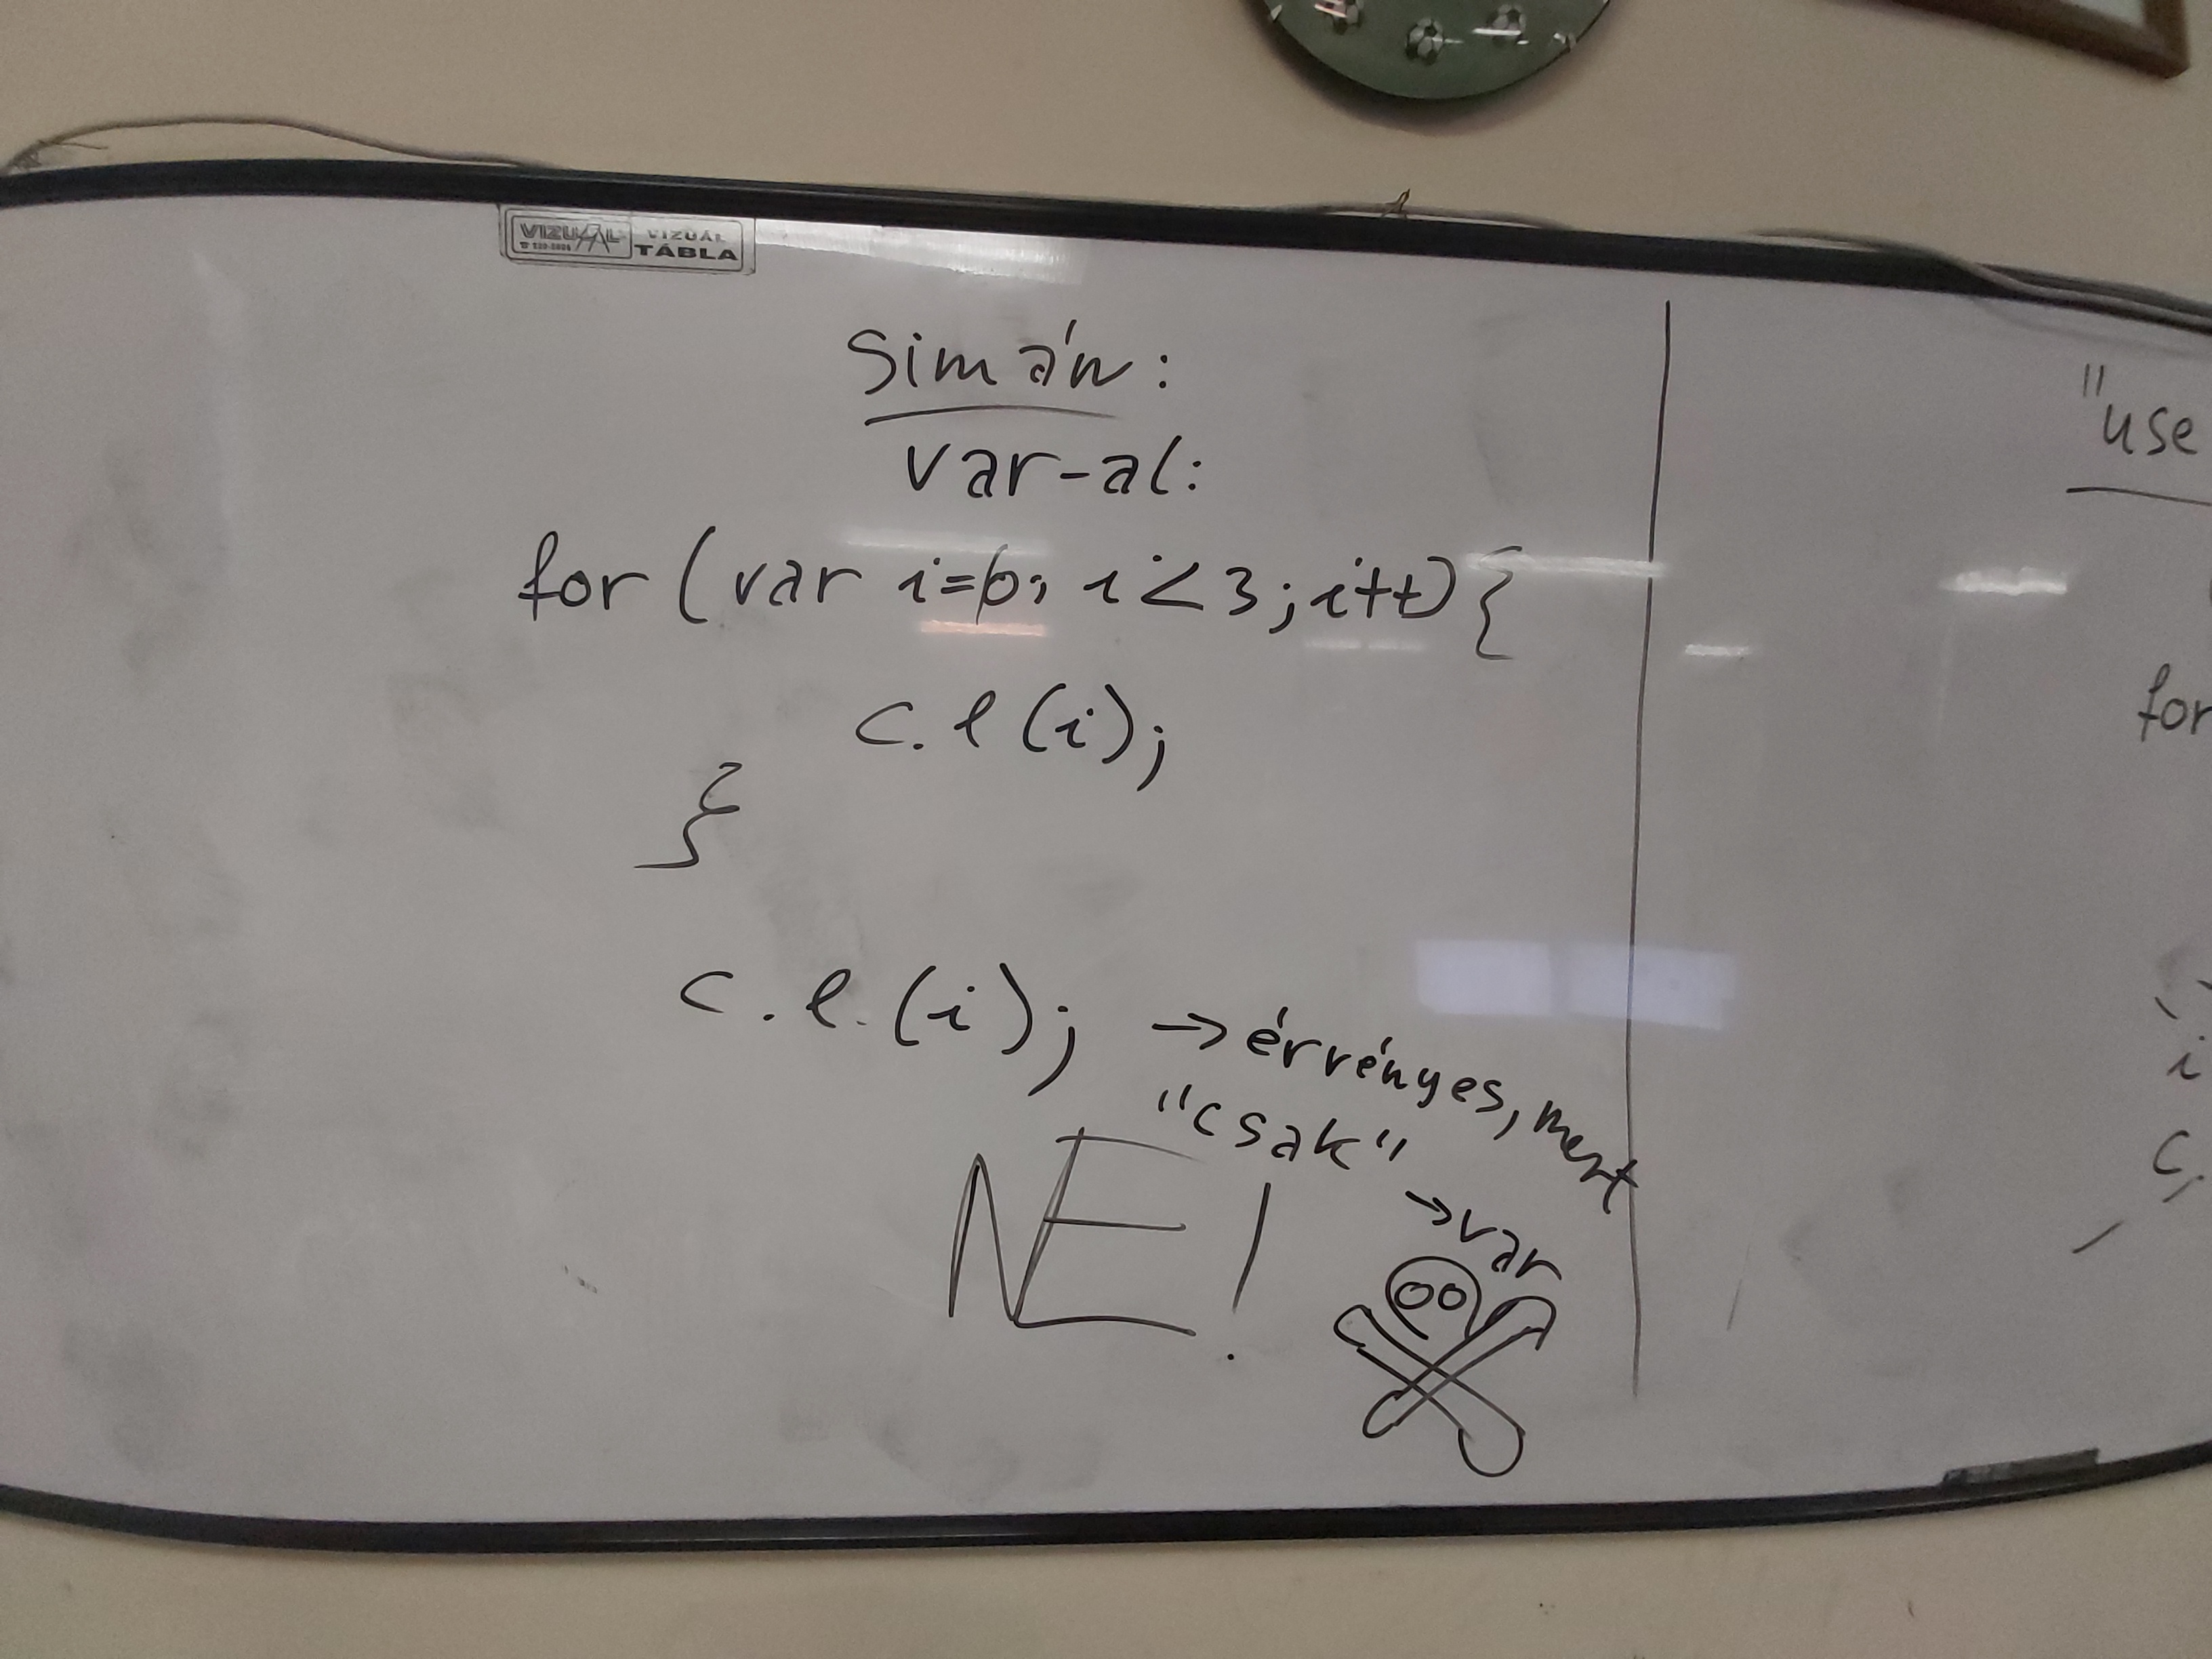 VIZUÁL VIZUÁL
TÁBLA
Simán:
var-al:
for (var i=0; i<3; i++) {
c.l(i);
}
c.l.(i); → érvényes, mert
"csak"
→ var
NE!
"use
for
i
c.